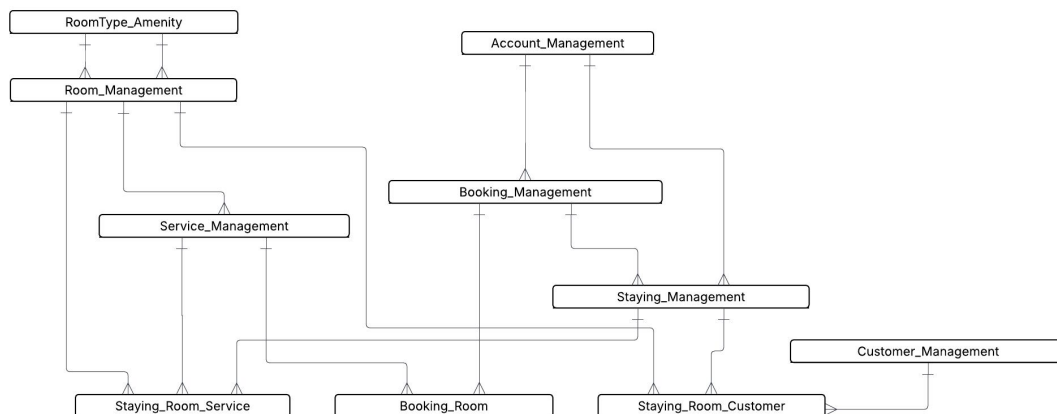 RoomType_Amenity
Account_Management
Room_Management
Booking_Management
Service_Management
Staying_Management
Customer_Management
Staying_Room_Service
Booking_Room
Staying_Room_Customer